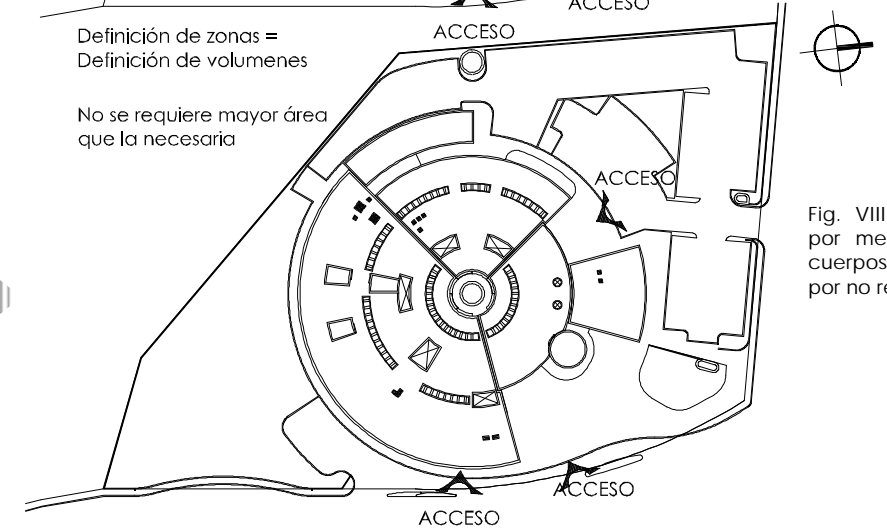 ACCESO
ACCESO
Definición de zonas =
Definición de volumenes
No se requiere mayor área
que la necesaria
ACCESO
Fig. VIII
por me
cuerpos
por no re
ACCESO
ACCESO